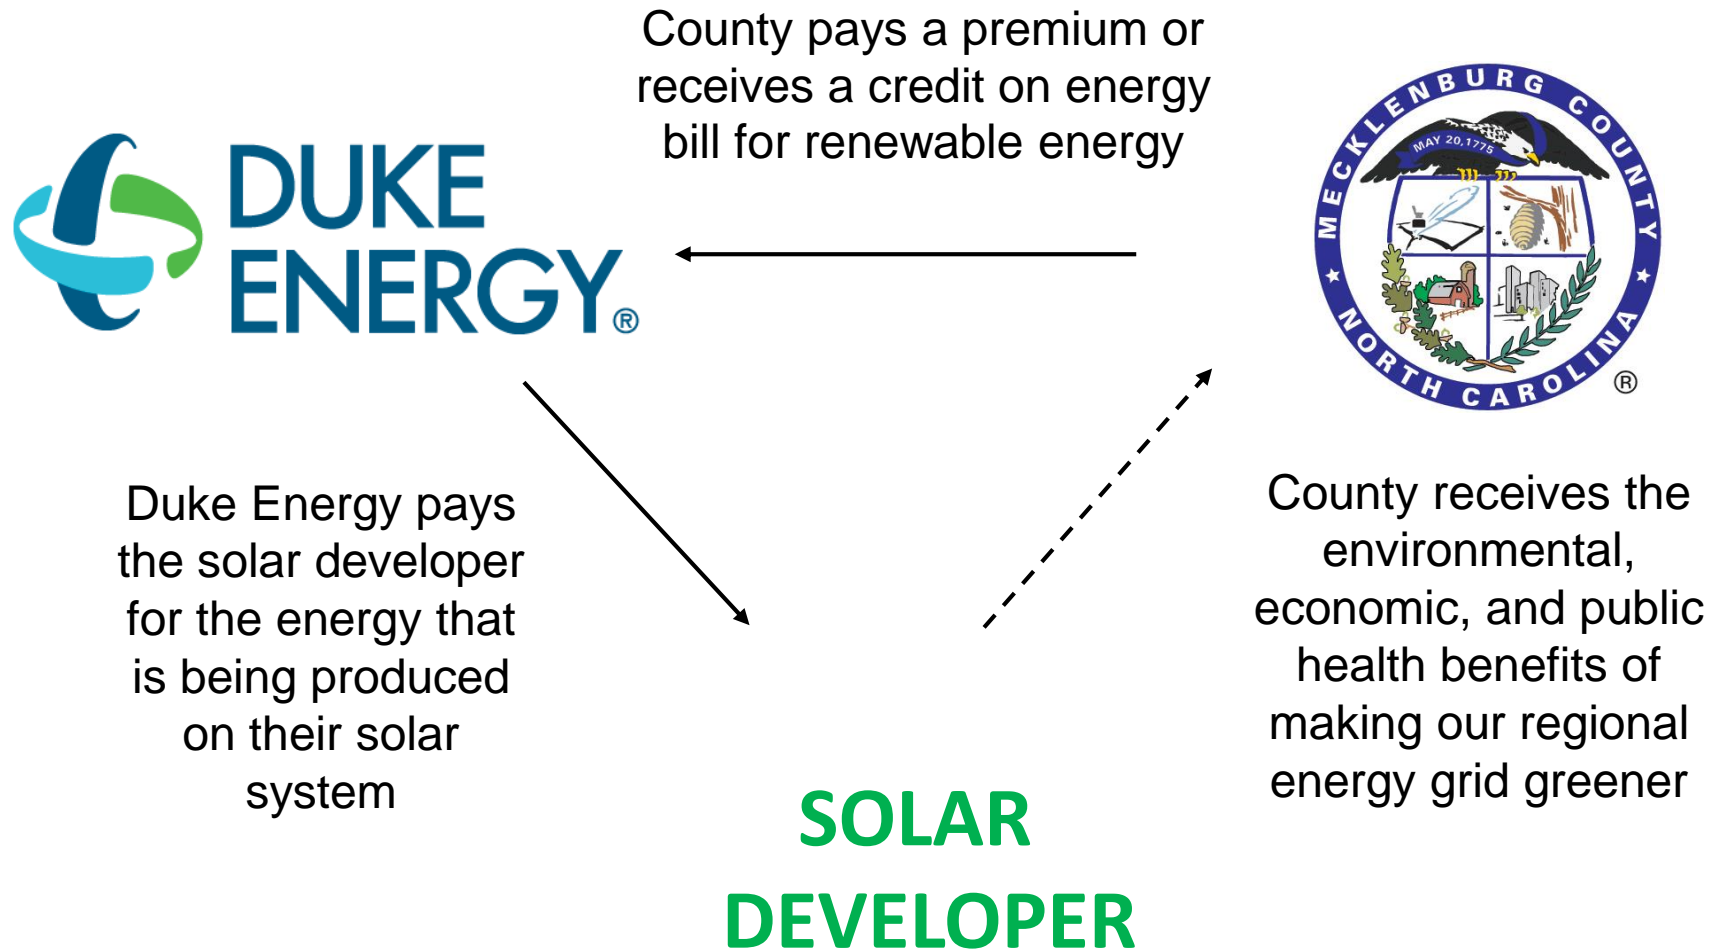 County pays a premium or
receives a credit on energy
bill for renewable energy
DUKE
ENERGY®
MECKLENBURG COUNTY
MAY 20, 1775
★ NORTH CAROLINA ★
®
Duke Energy pays
the solar developer
for the energy that
is being produced
on their solar
system
County receives the
environmental,
economic, and public
health benefits of
making our regional
energy grid greener
SOLAR
DEVELOPER